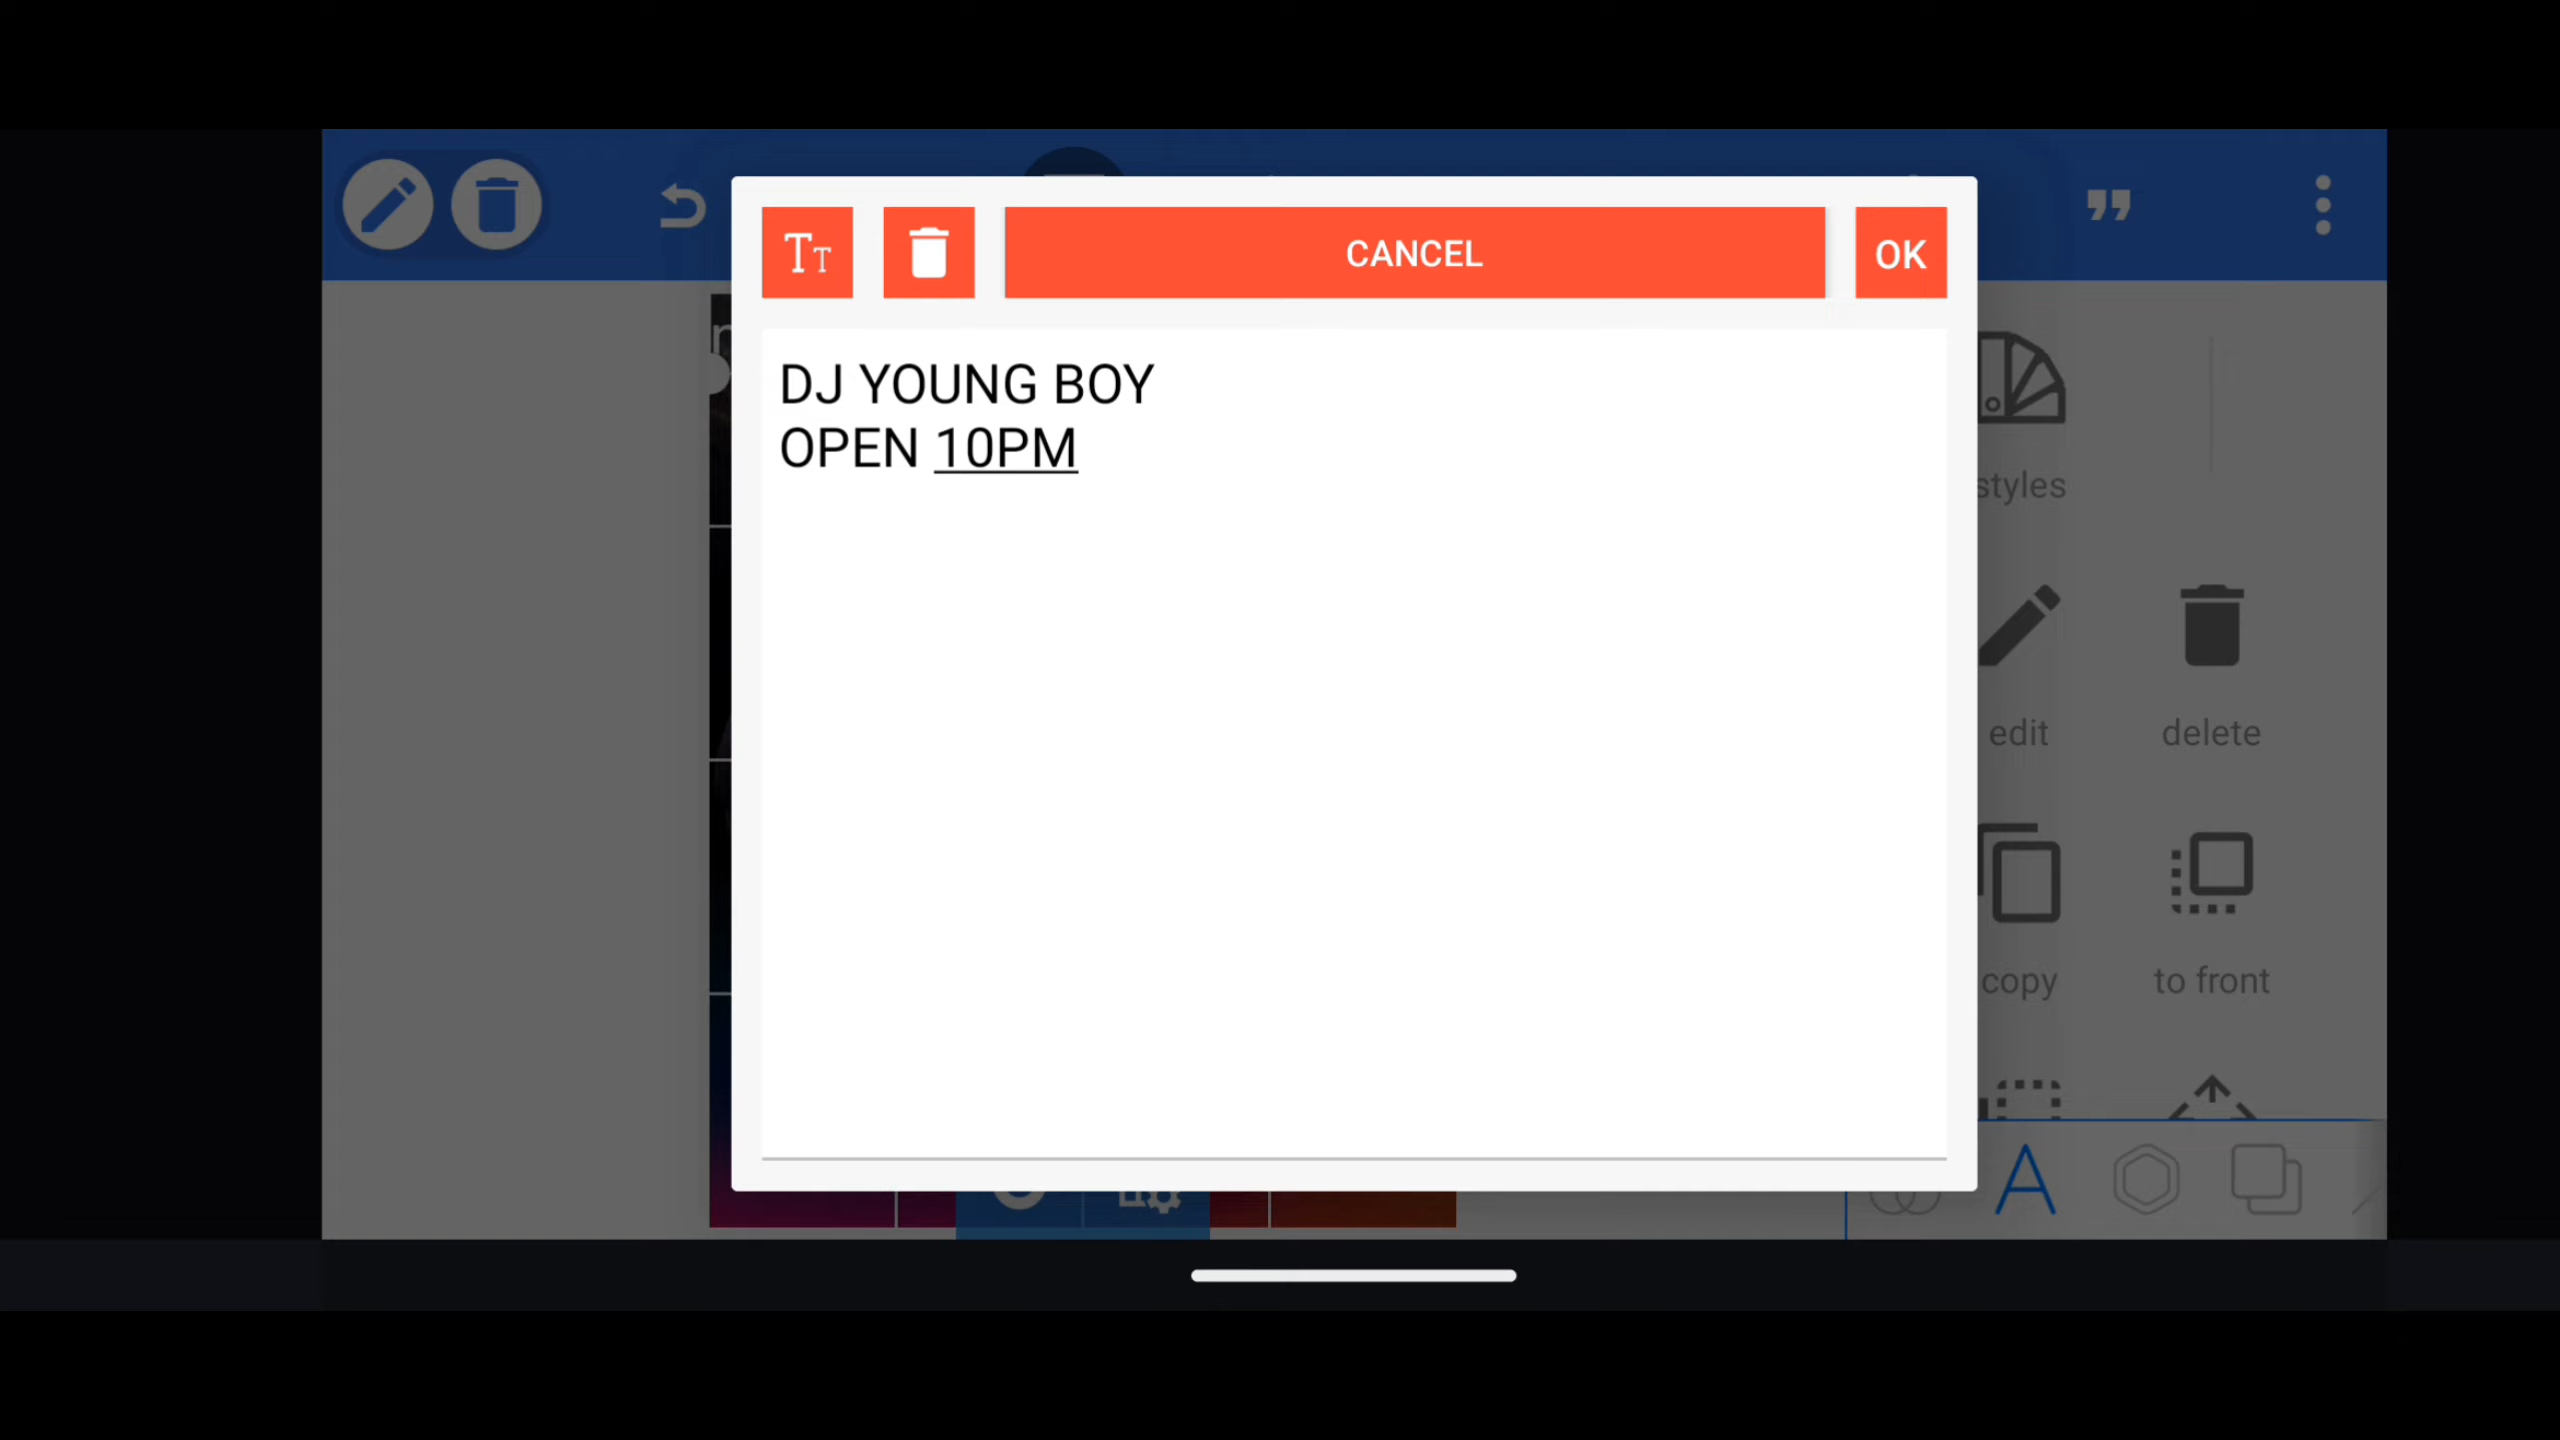 CANCEL
OK
DJ YOUNG BOY
OPEN 10PM
styles
edit
delete
copy
to front